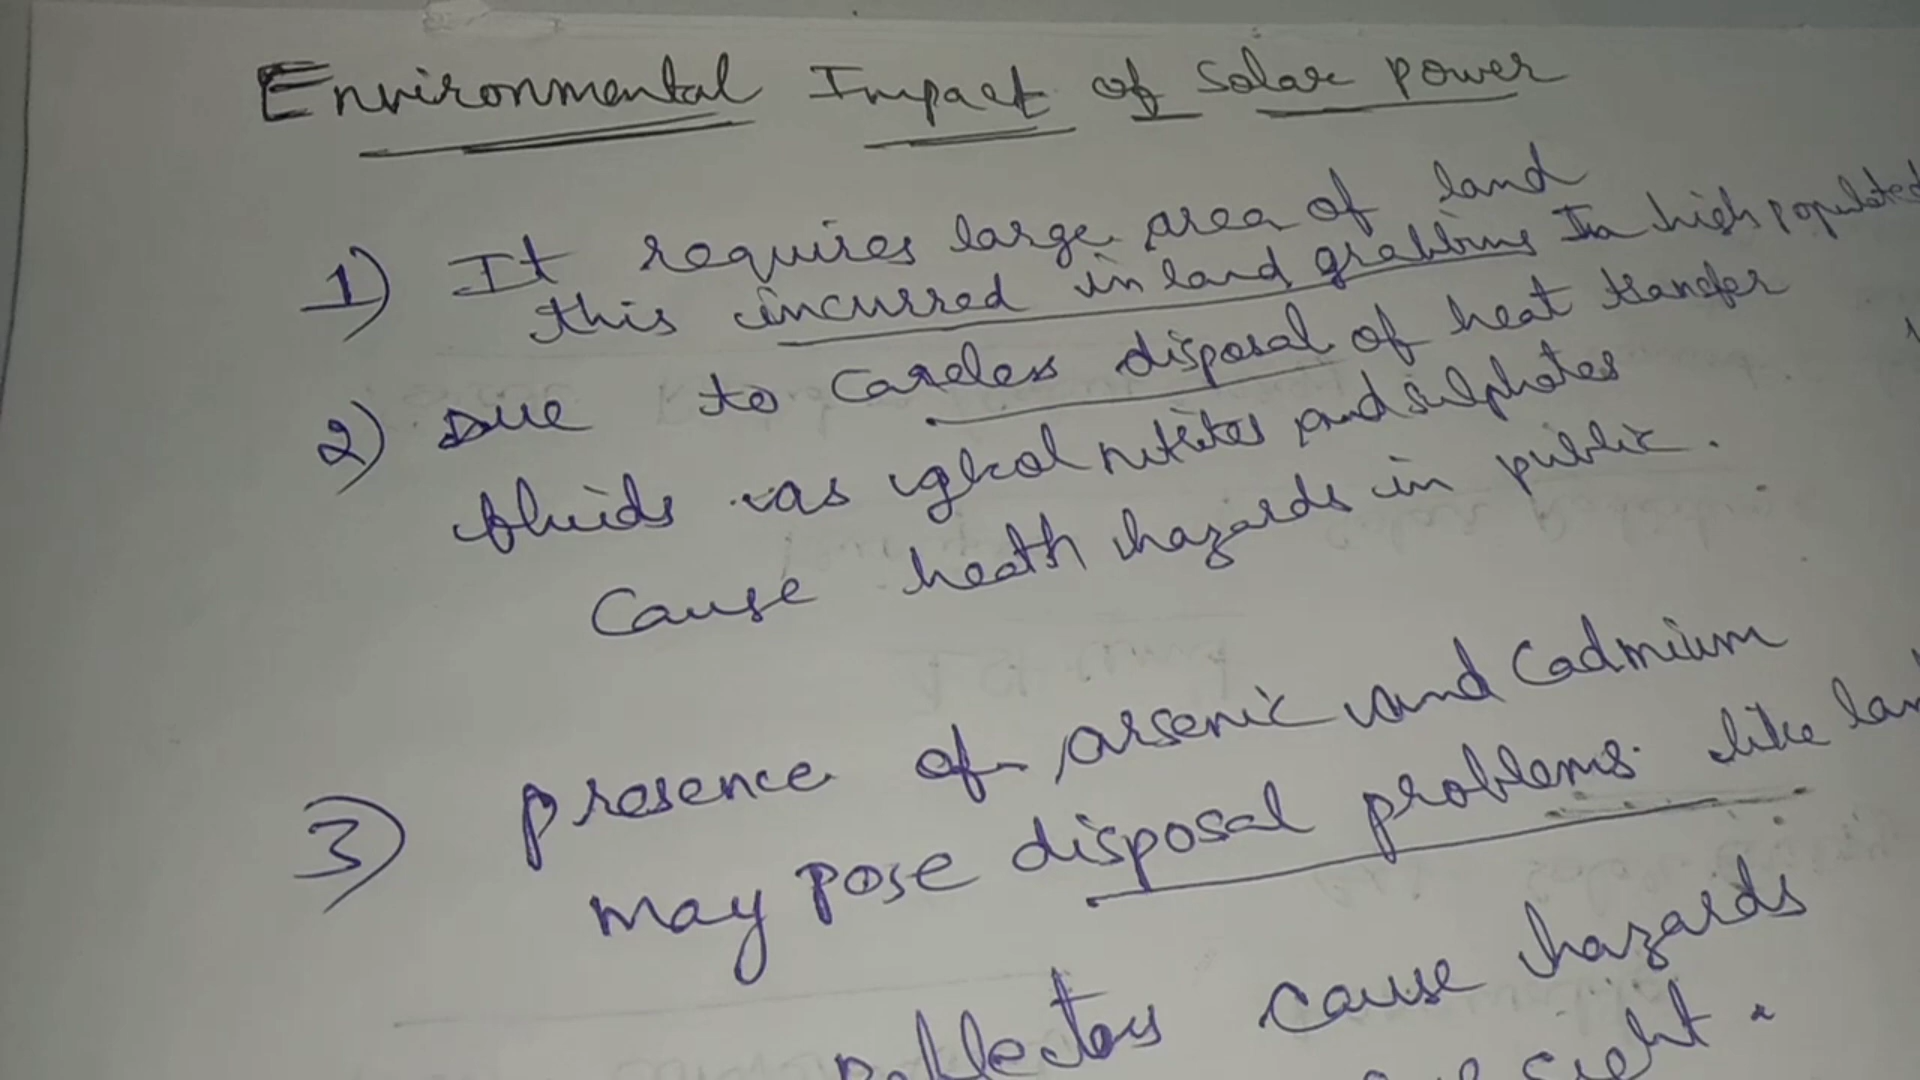 Environmental Impact of Solar power
1) It requires large area of land
this incurred in land grabbing In high populated
2) Due to careless disposal of heat transfer
fluids as glycol nitrites and sulphates
Cause heath hazards in public.
3) presence of arsenic and Cadmium
may pose disposal problems. like
reflectors cause hazards